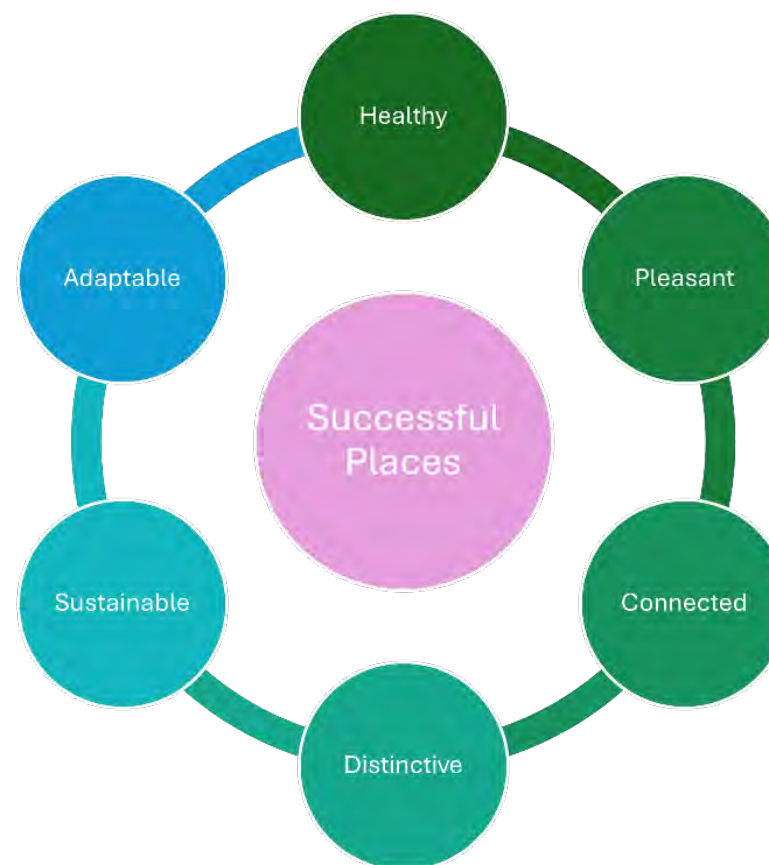 Healthy
Pleasant
Connected
Distinctive
Sustainable
Adaptable
Successful
Places